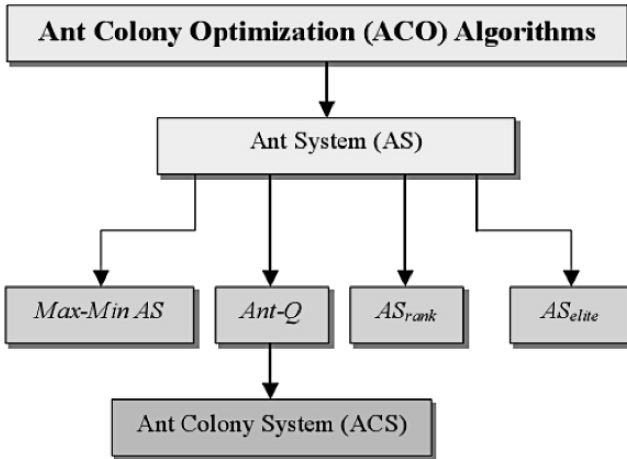 Ant Colony Optimization (ACO) Algorithms
Ant System (AS)
Max-Min AS
Ant-Q
ASrank
ASelite
Ant Colony System (ACS)